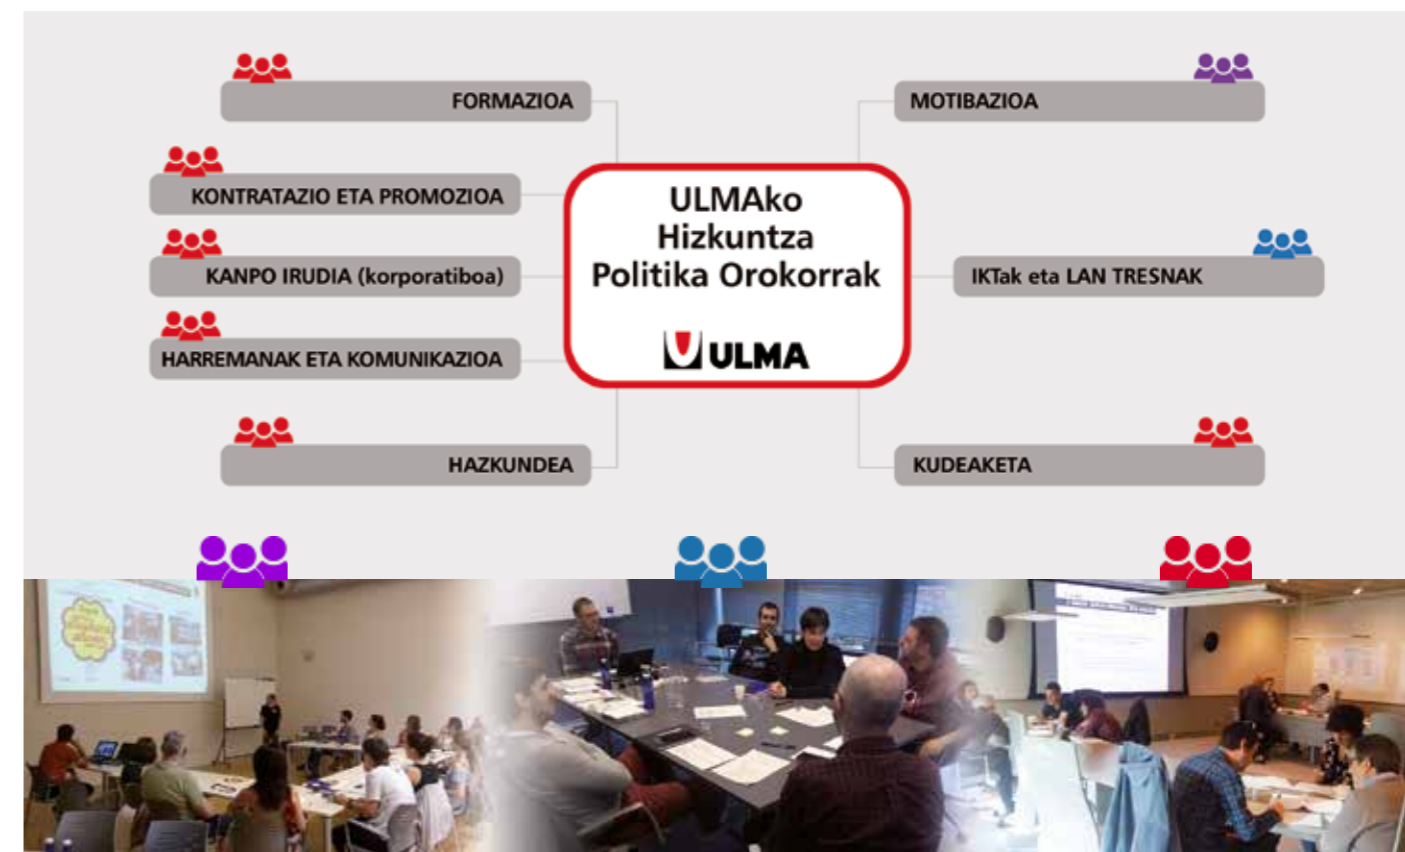 FORMAZIOA
KONTRATAZIO ETA PROMOZIOA
KANPO IRUDIA (korporatiboa)
HARREMANAK ETA KOMUNIKAZIOA
HAZKUNDEA
ULMAko
Hizkuntza
Politika Orokorrak
ULMA
MOTIBAZIOA
IKTak eta LAN TRESNAK
KUDEAKETA